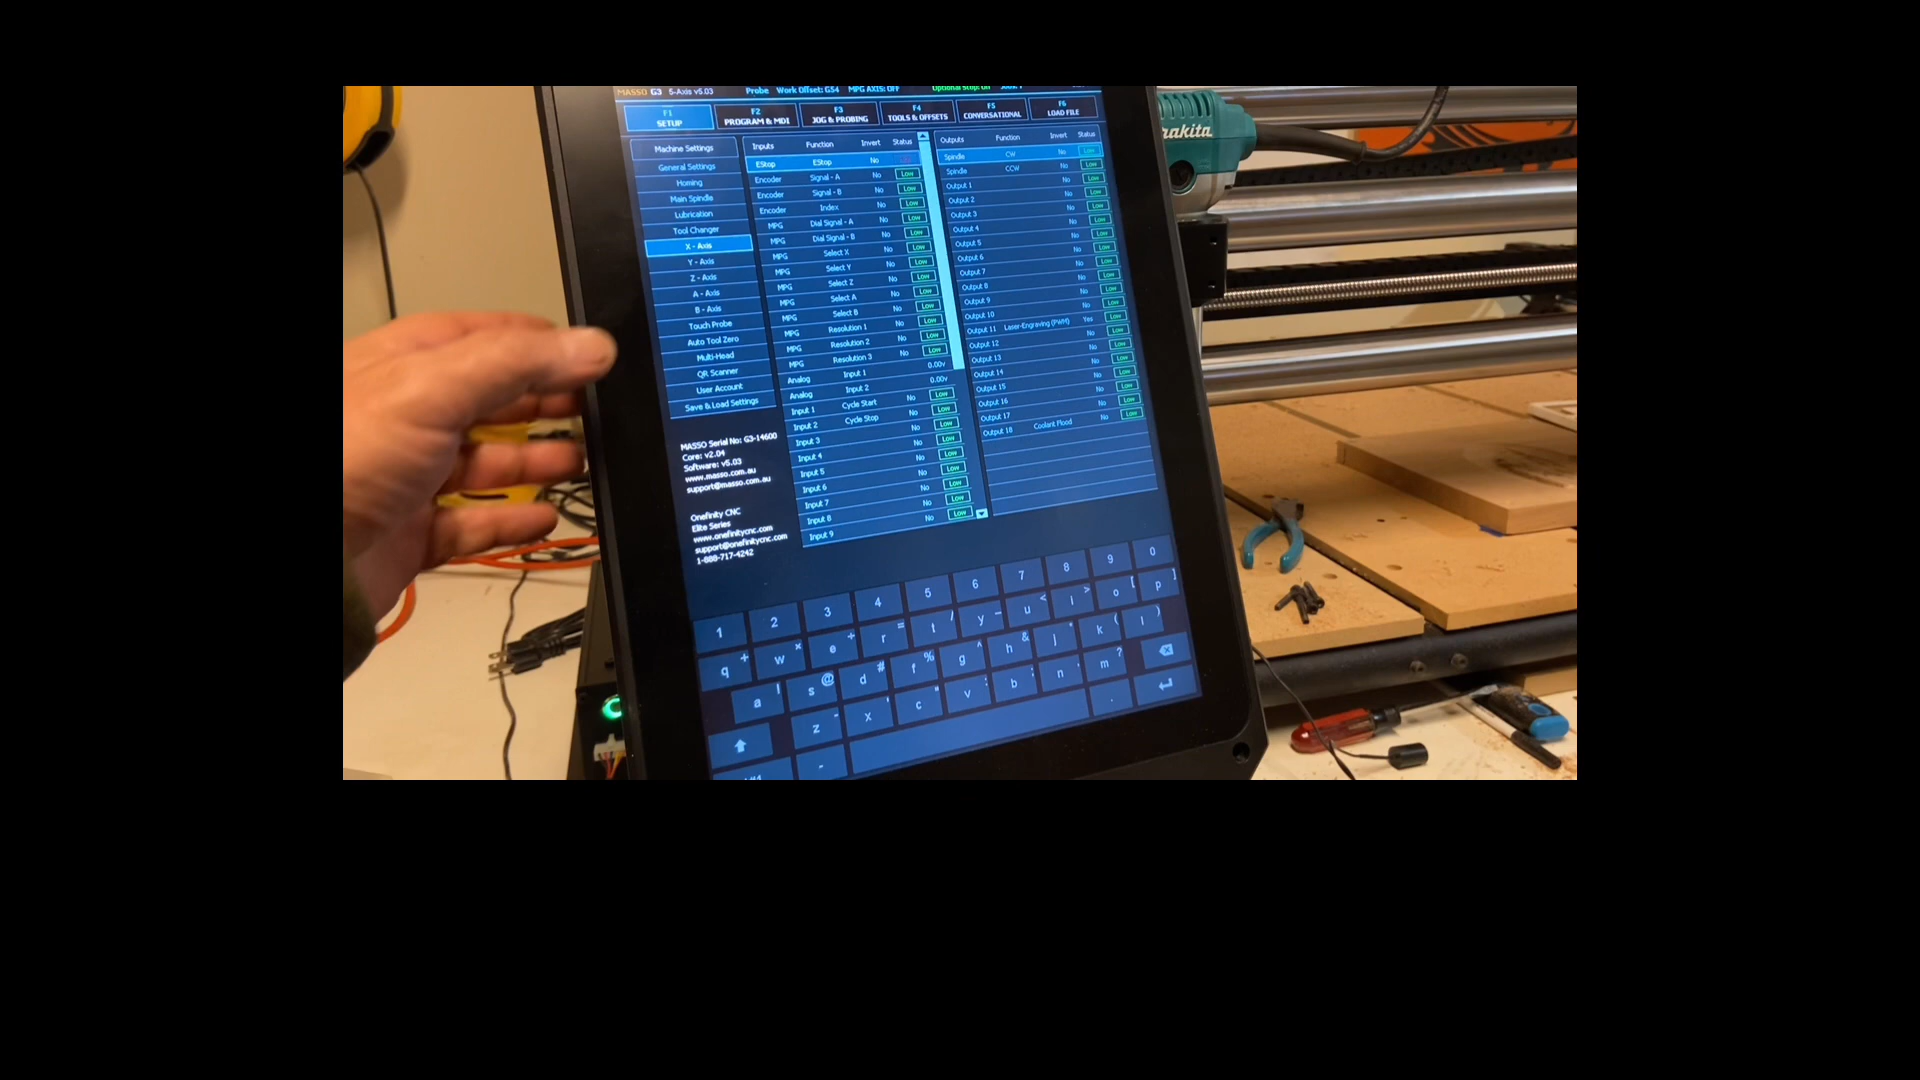 MASSO G3 5-Axis v5.03 Probe Work Offset: G54 MPG AXIS: OFF Optional Stop: On
F1 SETUP
F2 PROGRAM & MDI
F3 JOG & PROBING
F4 TOOLS & OFFSETS
F5 CONVERSATIONAL
F6 LOAD FILE
Machine Settings
General Settings
Homing
Main Spindle
Lubrication
Tool Changer
X - Axis
Y - Axis
Z - Axis
A - Axis
B - Axis
Touch Probe
Auto Tool Zero
Multi-Head
QR Scanner
User Account
Save & Load Settings
MASSO Serial No: G3-14600
Core: v2.04
Software: v5.03
www.masso.com.au
support@masso.com.au
Onefinity CNC
Elite Series
www.onefinitycnc.com
support@onefinitycnc.com
1-888-717-4242
Inputs Function Invert Status
EStop EStop No
Encoder Signal - A No Low
Encoder Signal - B No Low
Encoder Index No Low
MPG Dial Signal - A No Low
MPG Dial Signal - B No Low
MPG Select X No Low
MPG Select Y No Low
MPG Select Z No Low
MPG Select A No Low
MPG Select B No Low
MPG Resolution 1 No Low
MPG Resolution 2 No Low
MPG Resolution 3 No Low
Analog Input 1 0.00v
Analog Input 2 0.00v
Input 1 Cycle Start No Low
Input 2 Cycle Stop No Low
Input 3 No Low
Input 4 No Low
Input 5 No Low
Input 6 No Low
Input 7 No Low
Input 8 No Low
Input 9 No Low
Outputs Function Invert Status
Spindle CW No Low
Spindle CCW No Low
Output 1 No Low
Output 2 No Low
Output 3 No Low
Output 4 No Low
Output 5 No Low
Output 6 No Low
Output 7 No Low
Output 8 No Low
Output 9 No Low
Output 10 No Low
Output 11 Laser-Engraving (PWM) Yes Low
Output 12 No Low
Output 13 No Low
Output 14 No Low
Output 15 No Low
Output 16 No Low
Output 17 No Low
Output 18 Coolant Flood No Low
1 2 3 4 5 6 7 8 9 0
q + w × e + r = t / y - u < i > o [ p ]
a ! s @ d # f % g ^ h & j * k ( l )
z - x ' c " v : b ; n , m ?
- .
makita